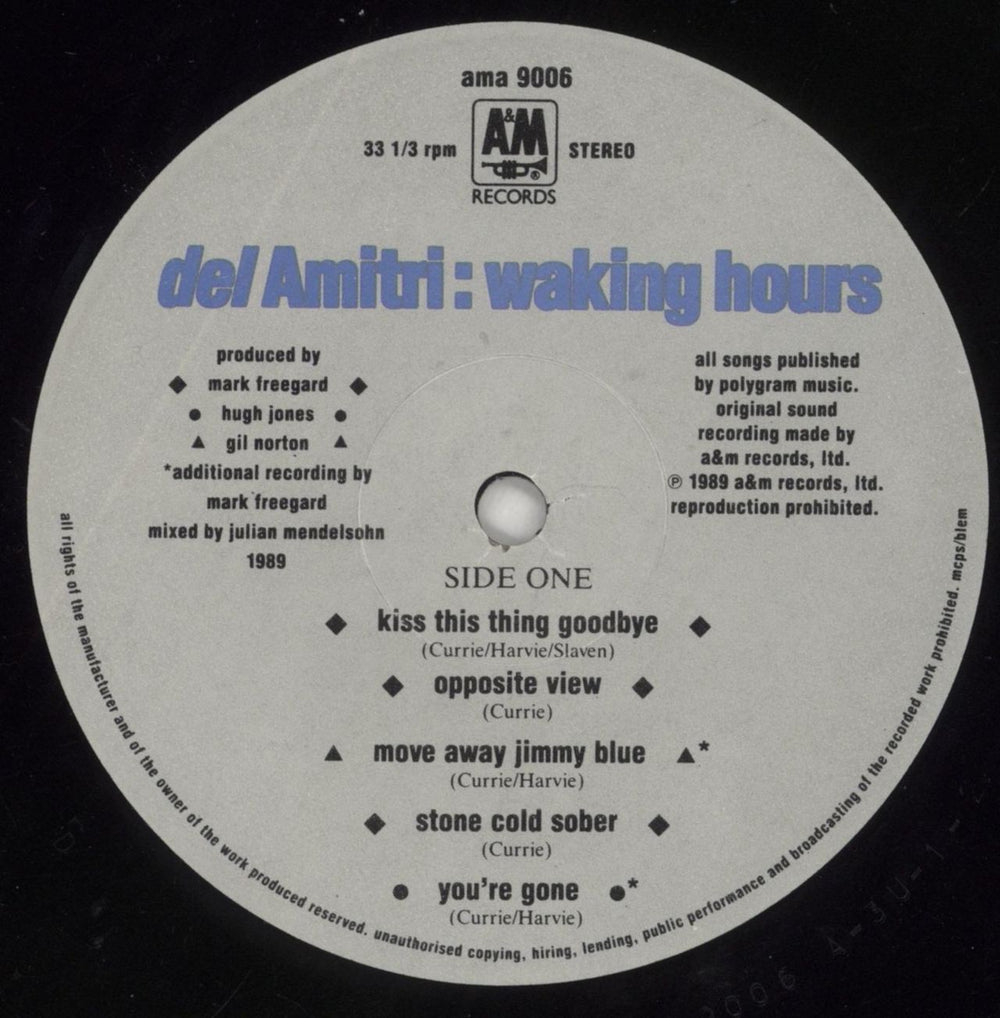 ama 9006
A&M
®
RECORDS
33 1/3 rpm
STEREO
del Amitri : waking hours
produced by
◆ mark freegard ◆
● hugh jones ●
▲ gil norton ▲
*additional recording by
mark freegard
mixed by julian mendelsohn
1989
all songs published
by polygram music.
original sound
recording made by
a&m records, ltd.
℗ 1989 a&m records, ltd.
reproduction prohibited.
SIDE ONE
◆ kiss this thing goodbye ◆
(Currie/Harvie/Slaven)
◆ opposite view ◆
(Currie)
▲ move away jimmy blue ▲*
(Currie/Harvie)
◆ stone cold sober ◆
(Currie)
● you're gone ●*
(Currie/Harvie)
all rights of the manufacturer and of the owner of the work produced reserved. unauthorised copying, hiring, lending, public performance and broadcasting of the recorded work prohibited. mcps/blem